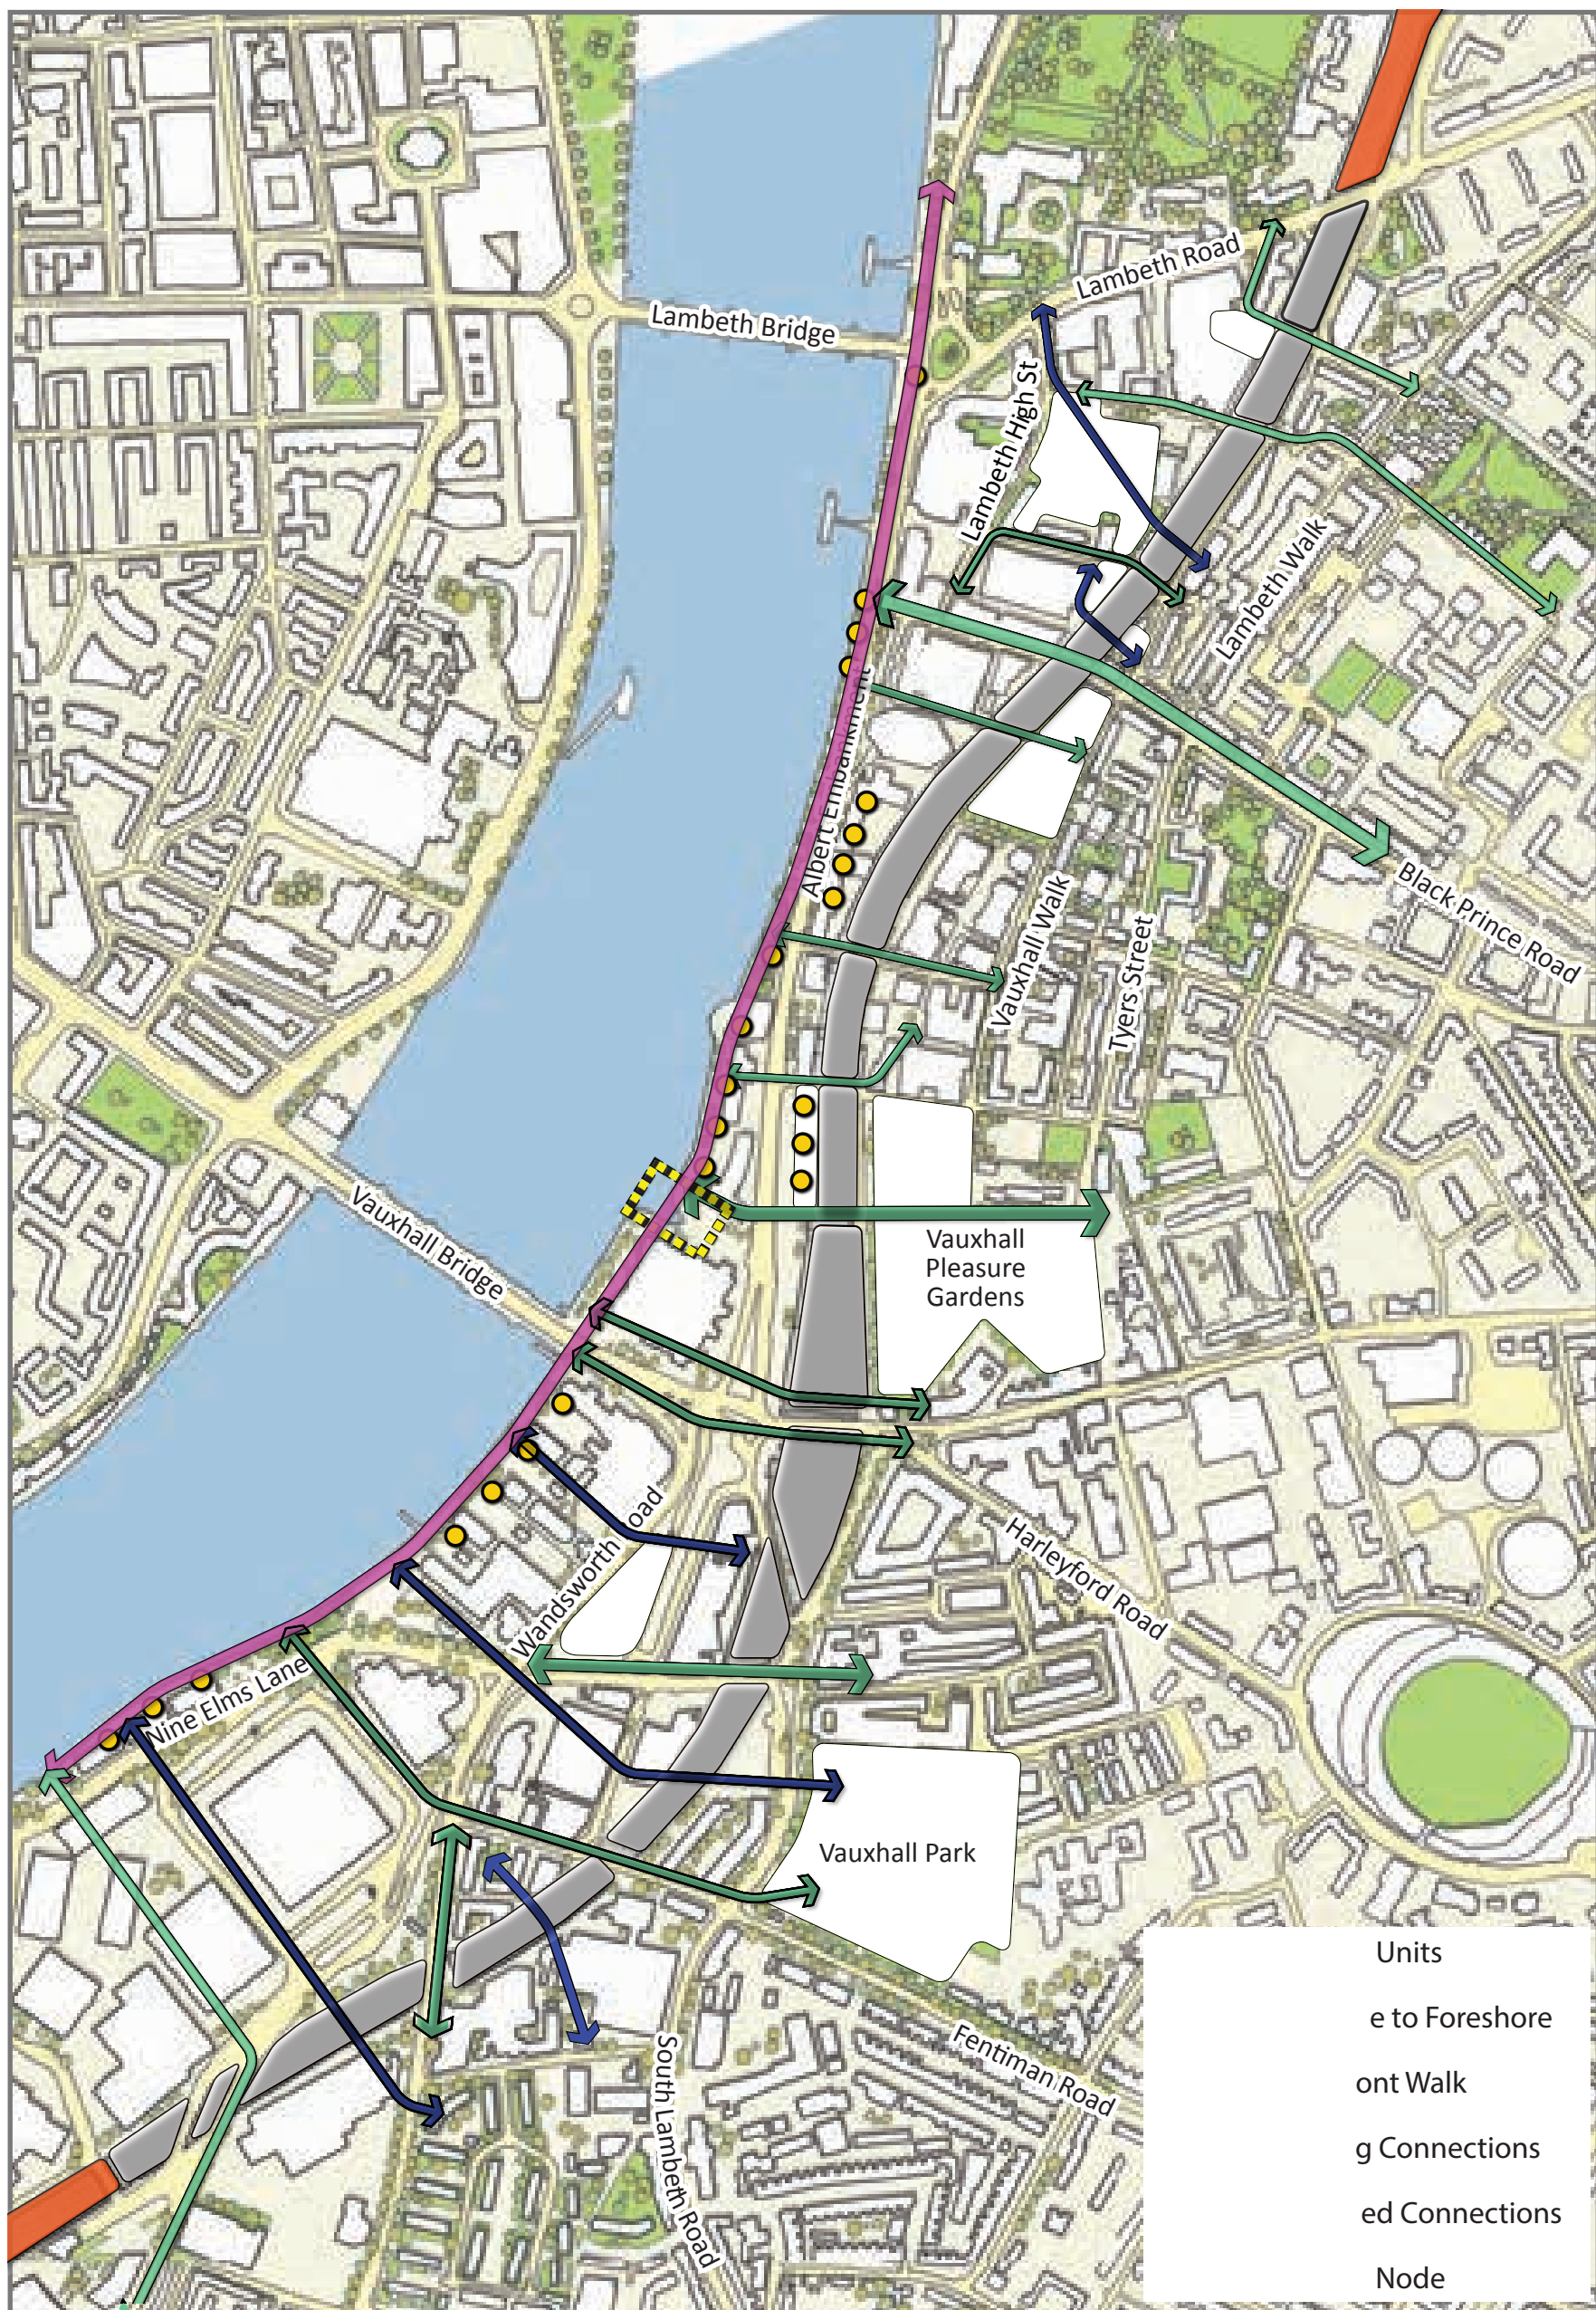 Lambeth Road
Lambeth Bridge
Lambeth High St
Lambeth Walk
Albert Embankment
Black Prince Road
Vauxhall Walk
Tyers Street
Vauxhall Bridge
Vauxhall
Pleasure
Gardens
Wandsworth oad
Harleyford Road
Nine Elms Lane
Vauxhall Park
Fentiman Road
South Lambeth Road
Units
e to Foreshore
ont Walk
g Connections
ed Connections
Node